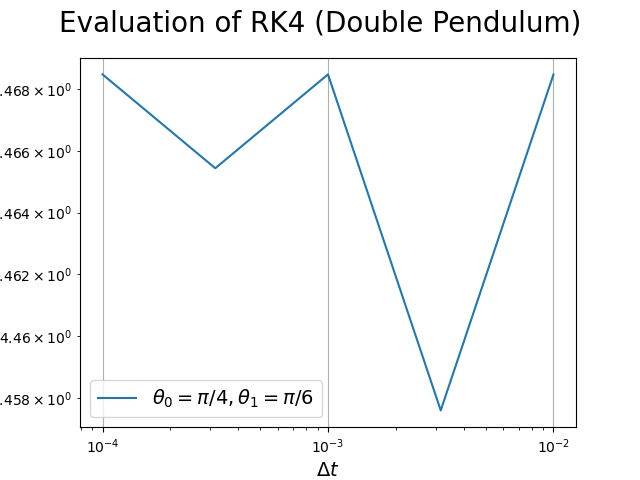 Evaluation of RK4 (Double Pendulum)
.468 × 10⁰
.466 × 10⁰
.464 × 10⁰
.462 × 10⁰
4.46 × 10⁰
.458 × 10⁰
θ₀ = π/4, θ₁ = π/6
10⁻⁴ 10⁻³ 10⁻²
Δt